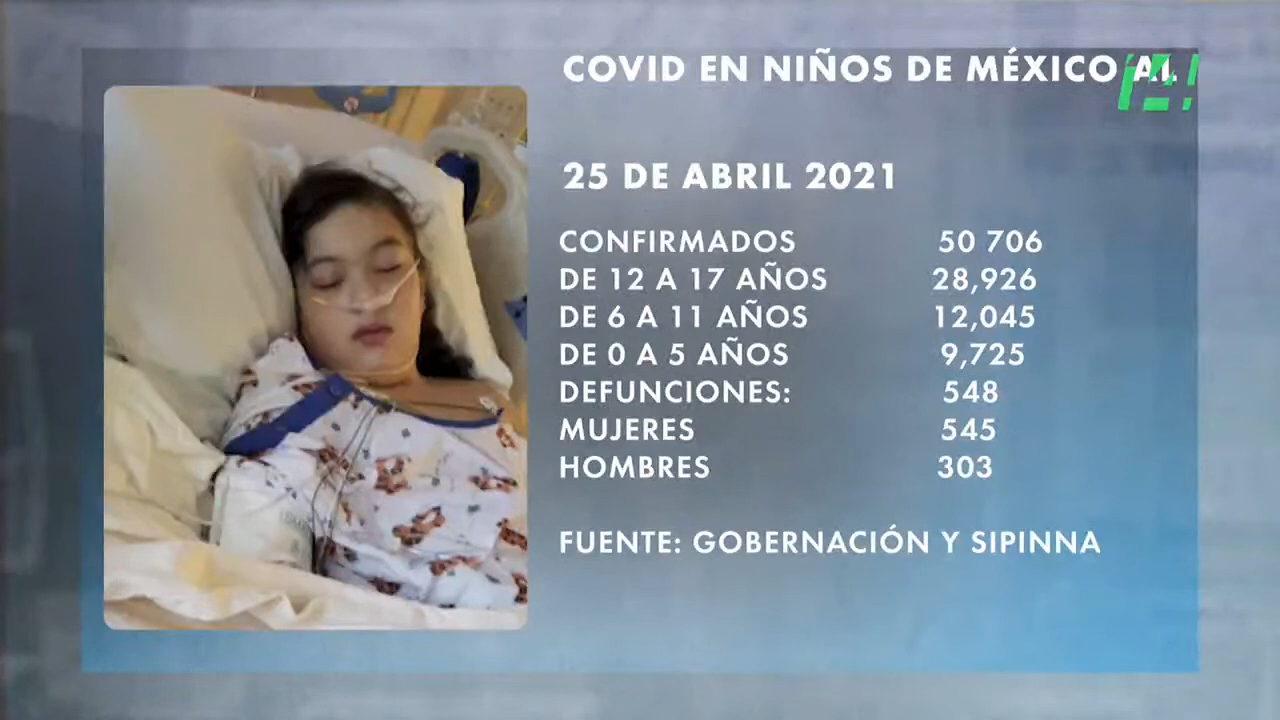 COVID EN NIÑOS DE MÉXICO AL
25 DE ABRIL 2021
CONFIRMADOS 50 706
DE 12 A 17 AÑOS 28,926
DE 6 A 11 AÑOS 12,045
DE 0 A 5 AÑOS 9,725
DEFUNCIONES: 548
MUJERES 545
HOMBRES 303
FUENTE: GOBERNACIÓN Y SIPINNA